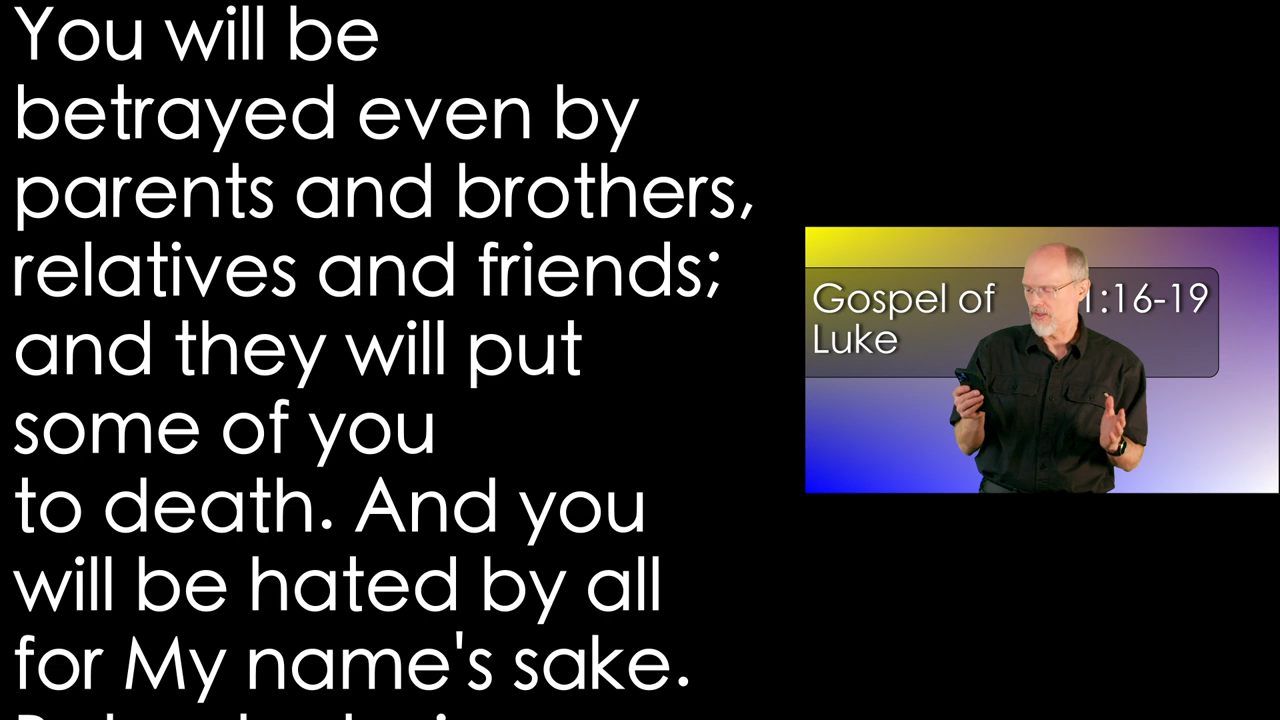 You will be
betrayed even by
parents and brothers,
relatives and friends;
and they will put
some of you
to death. And you
will be hated by all
for My name's sake.
Gospel of 1:16-19
Luke